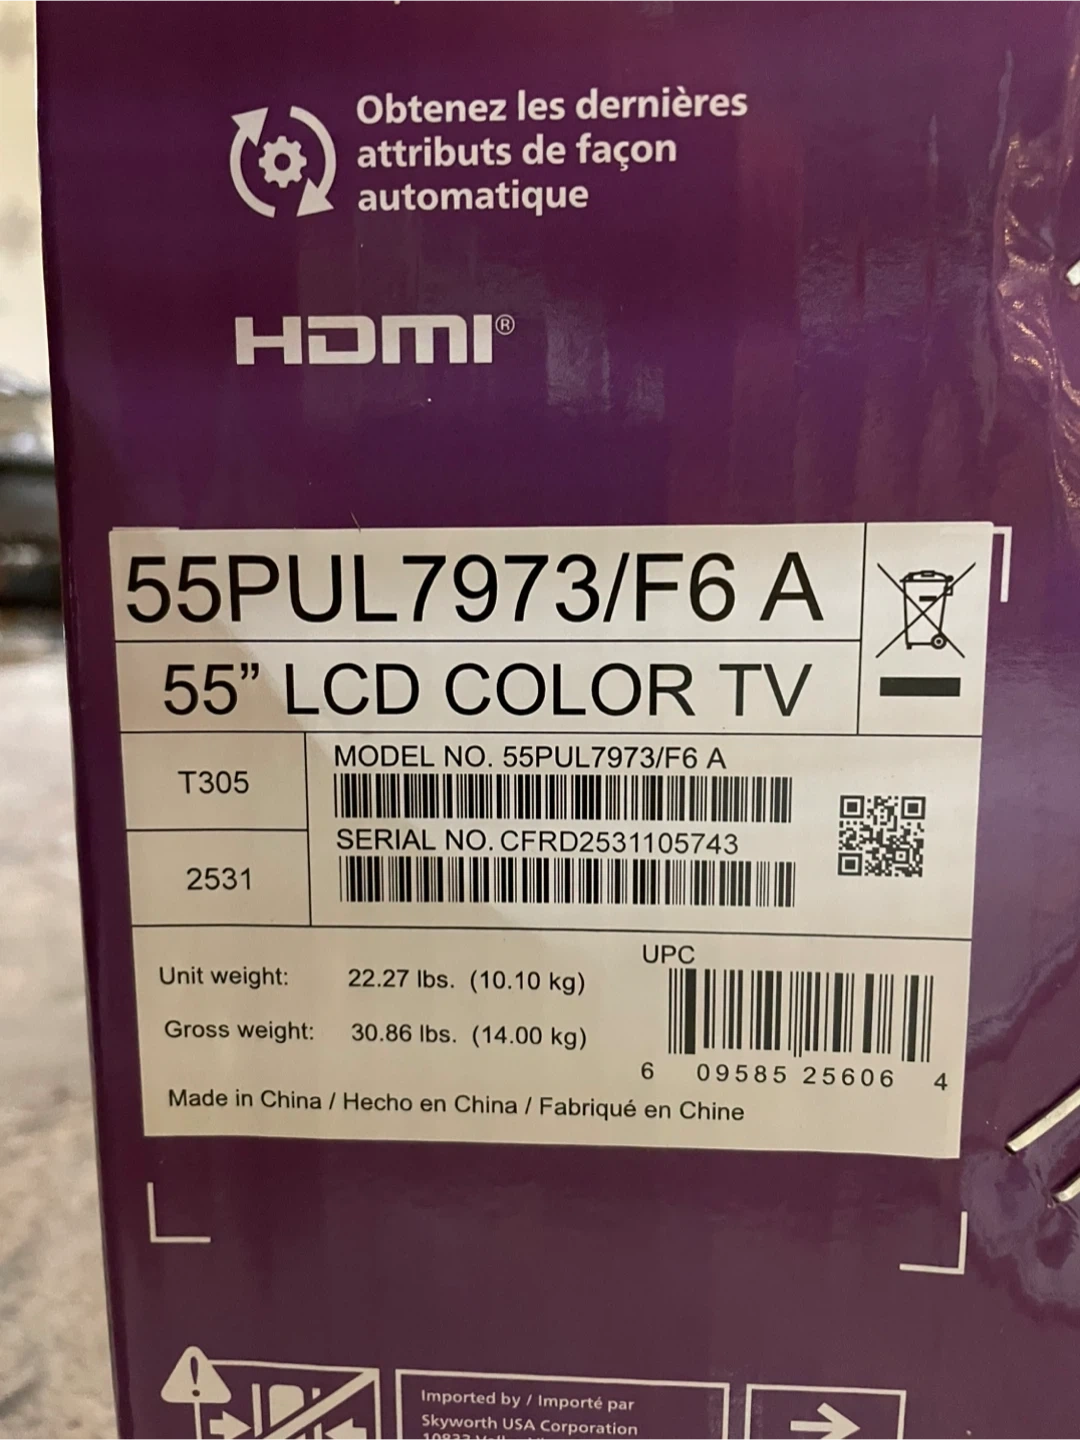 Obtenez les dernières
attributs de façon
automatique
HDMI®
55PUL7973/F6 A
55” LCD COLOR TV
T305
MODEL NO. 55PUL7973/F6 A
SERIAL NO. CFRD2531105743
2531
UPC
Unit weight: 22.27 lbs. (10.10 kg)
Gross weight: 30.86 lbs. (14.00 kg)
6 09585 25606 4
Made in China / Hecho en China / Fabriqué en Chine
Imported by / Importé par
Skyworth USA Corporation